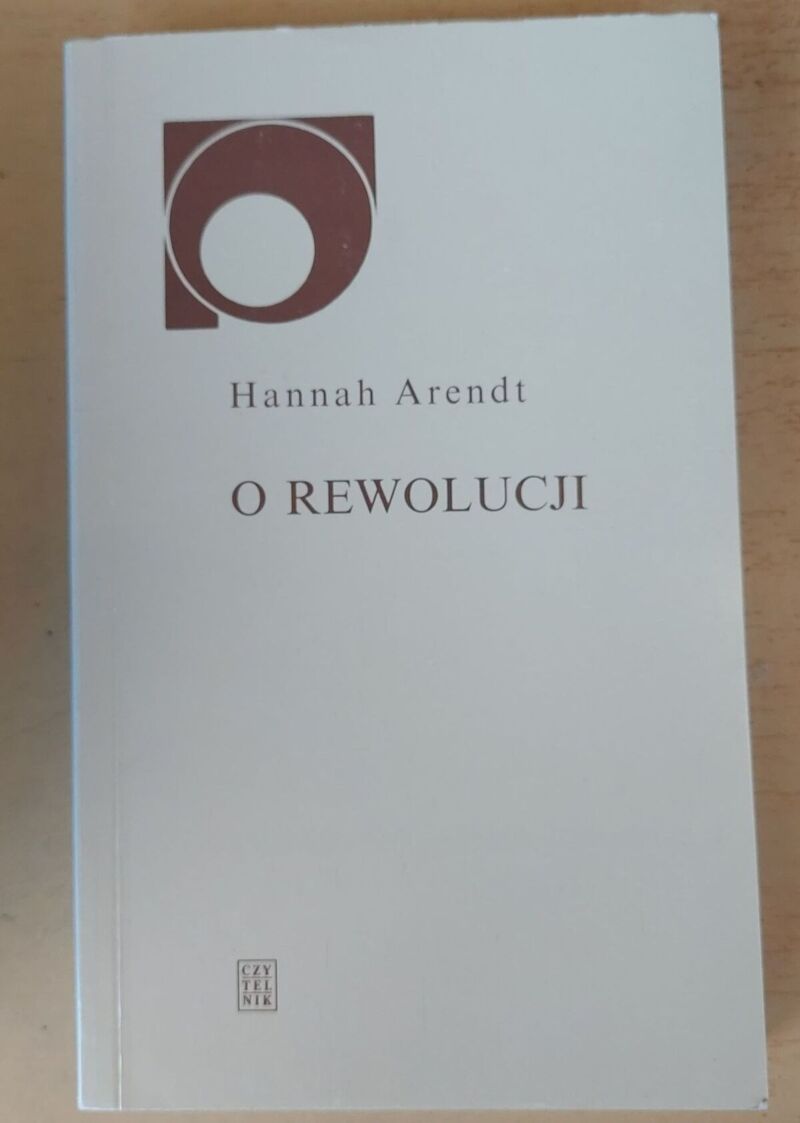 Hannah Arendt
O REWOLUCJI
CZY
TEL
NIK